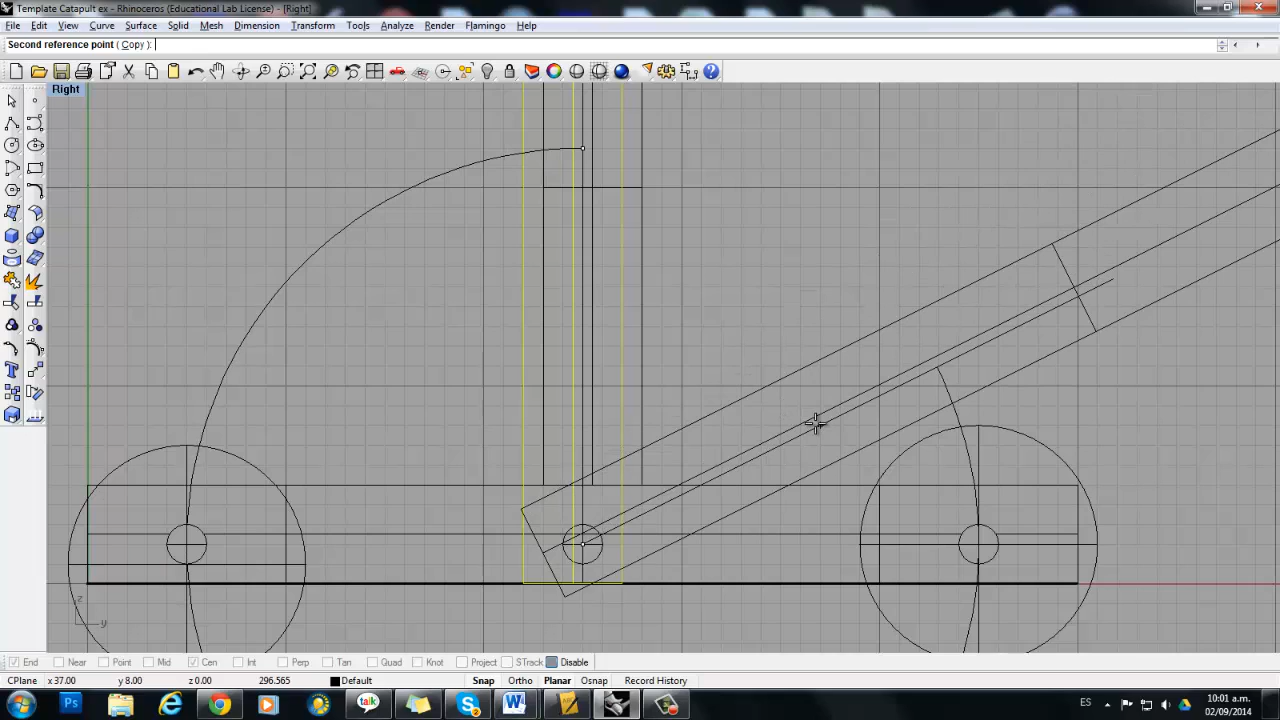 Template Catapult ex - Rhinoceros (Educational Lab License) - [Right]
File Edit View Curve Surface Solid Mesh Dimension Transform Tools Analyze Render Flamingo Help
Second reference point ( Copy ):
Right
z
y
End Near Point Mid Cen Int Perp Tan Quad Knot Project STrack Disable
CPlane x 37.00 y 8.00 z 0.00 296.565 Default Snap Ortho Planar Osnap Record History
Ps talk S W ES 10:01 a.m.
02/09/2014